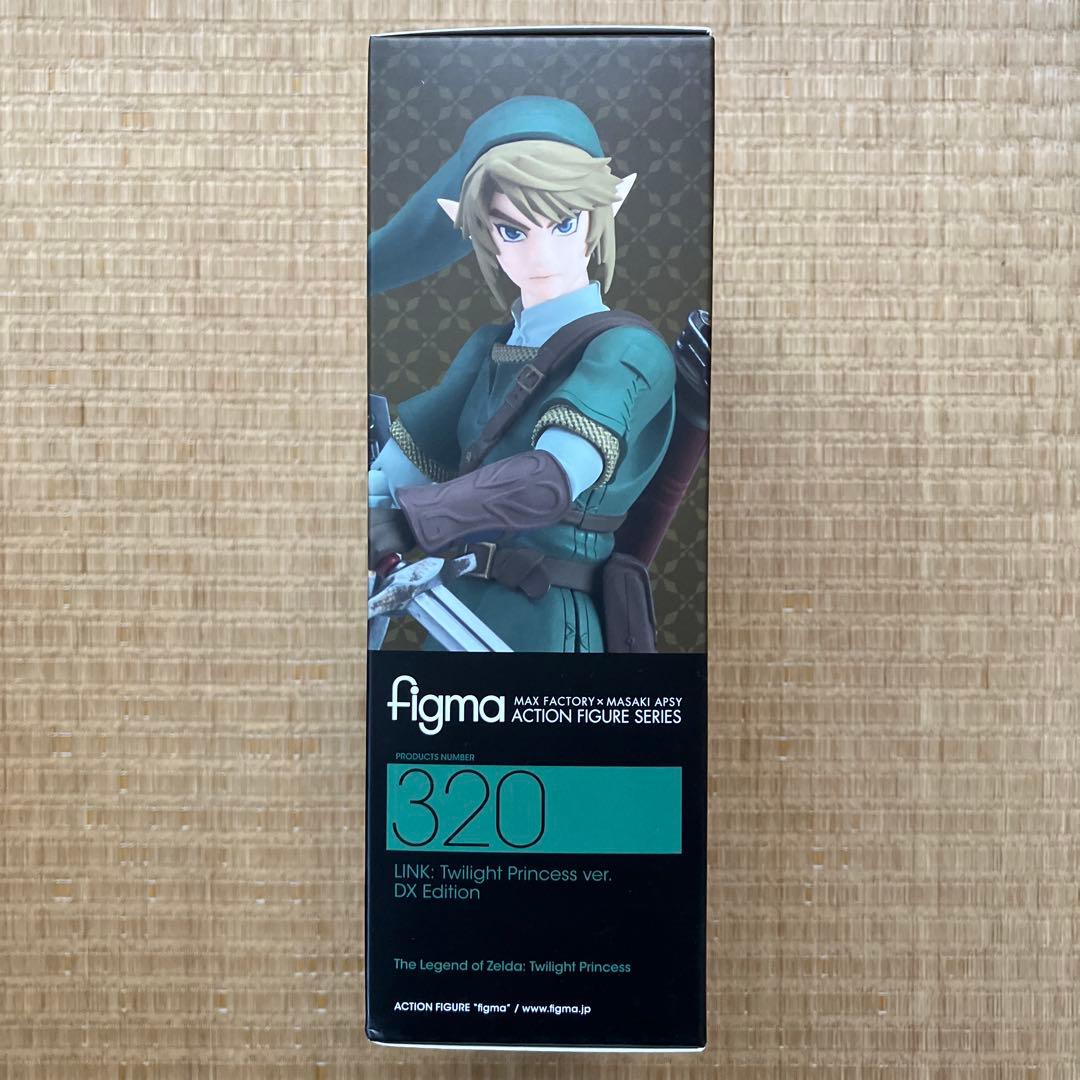 figma MAX FACTORY × MASAKI APSY
ACTION FIGURE SERIES
PRODUCTS NUMBER
320
LINK: Twilight Princess ver.
DX Edition
The Legend of Zelda: Twilight Princess
ACTION FIGURE "figma" / www.figma.jp